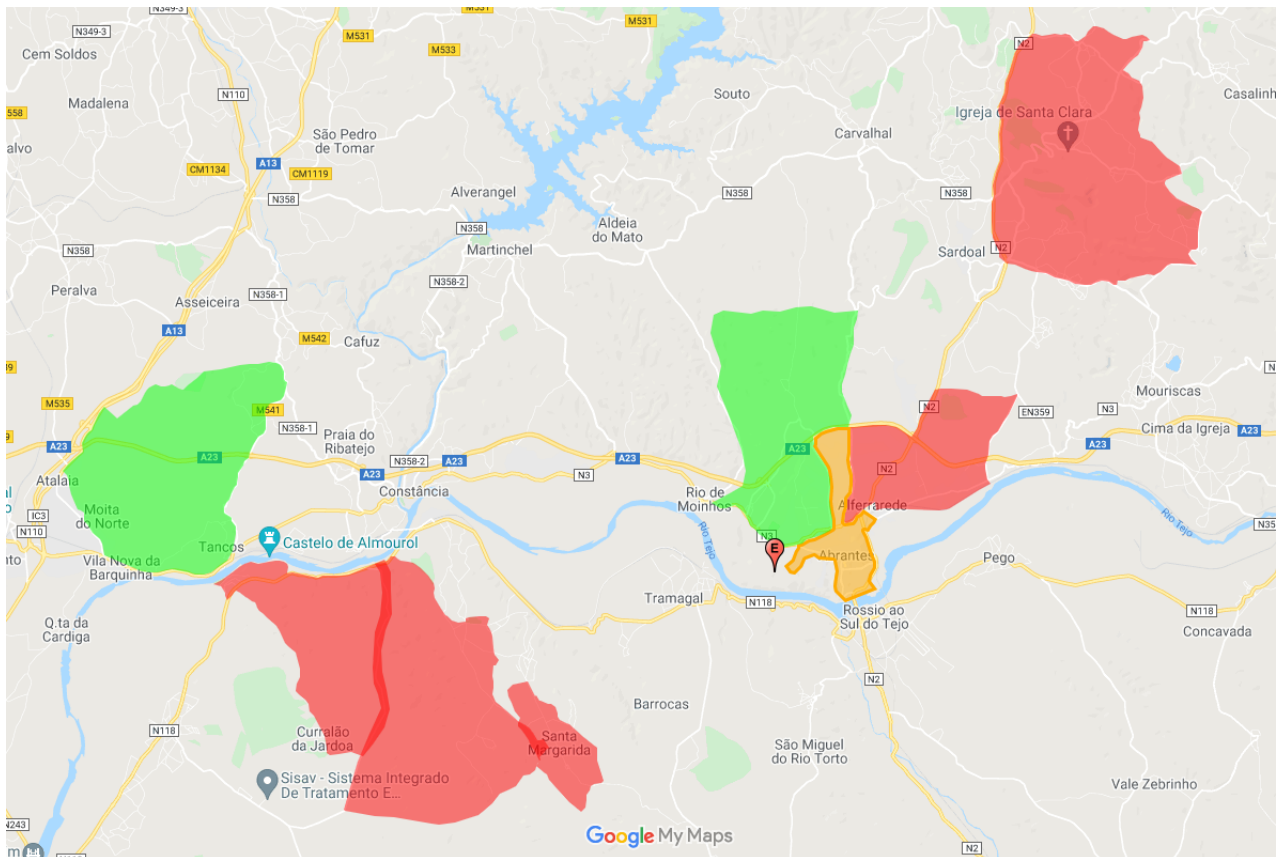 N349-3
M531
M531
N2
Cem Soldos
N349-3
M533
Madalena
N110
558
São Pedro
de Tomar
Souto
Casalinh
Igreja de Santa Clara
Carvalhal
alvo
CM1134
A13
CM1119
N358
Alverangel
N358
N358
N358
Aldeia
do Mato
N358
Martinchel
Sardoal
N2
Peralva
N358-1
N358-2
Asseiceira
A13
M542
Cafuz
M535
M541
N358-1
Praia do
Ribatejo
N2
EN359
Mouriscas
N3
Cima da Igreja
A23
A23
A23
N358-2
A23
A23
A23
A23
N3
N2
Atalaia
Constância
Rio de
Moinhos
Moita
do Norte
IC3
N110
Alferrarede
Rio Tejo
N35
Tancos
Castelo de Almourol
Rio Tejo
N3
E
Abrantes
Pego
Vila Nova da
Barquinha
Tramagal
N118
Rossio ao
Sul do Tejo
N118
Q.ta da
Cardiga
Concavada
N2
Barrocas
N118
Curralão
da Jardoa
Santa
Margarida
São Miguel
do Rio Torto
Sisav - Sistema Integrado
De Tratamento E...
Vale Zebrinho
N243
Google My Maps
N2